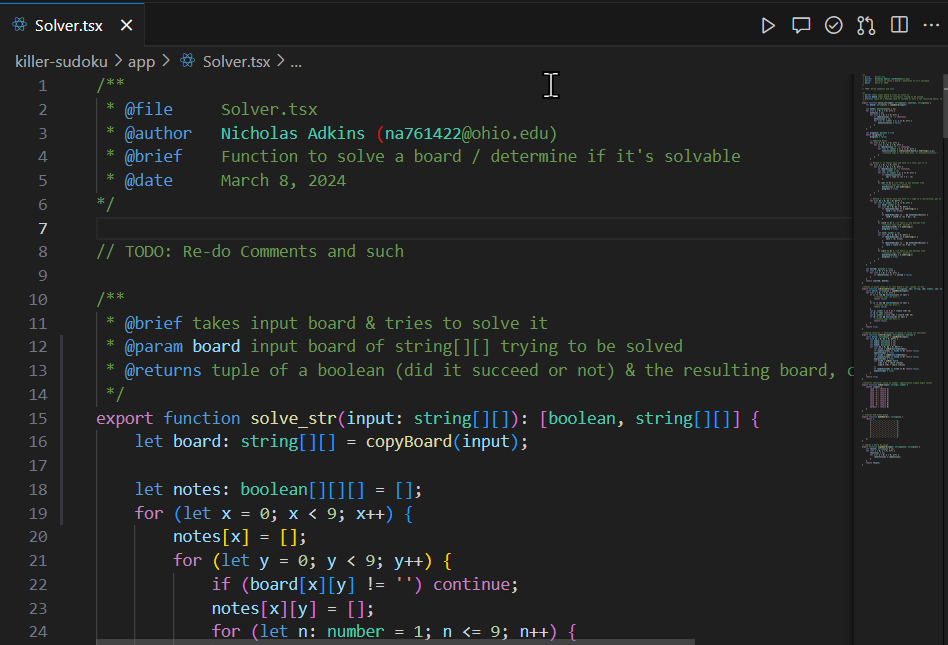 Solver.tsx
killer-sudoku > app > Solver.tsx > ...
1 /**
2 * @file Solver.tsx
3 * @author Nicholas Adkins (na761422@ohio.edu)
4 * @brief Function to solve a board / determine if it's solvable
5 * @date March 8, 2024
6 */
7
8 // TODO: Re-do Comments and such
9
10 /**
11 * @brief takes input board & tries to solve it
12 * @param board input board of string[][] trying to be solved
13 * @returns tuple of a boolean (did it succeed or not) & the resulting board,
14 */
15 export function solve_str(input: string[][]): [boolean, string[][]] {
16 let board: string[][] = copyBoard(input);
17
18 let notes: boolean[][][] = [];
19 for (let x = 0; x < 9; x++) {
20 notes[x] = [];
21 for (let y = 0; y < 9; y++) {
22 if (board[x][y] != '') continue;
23 notes[x][y] = [];
24 for (let n: number = 1; n <= 9; n++) {